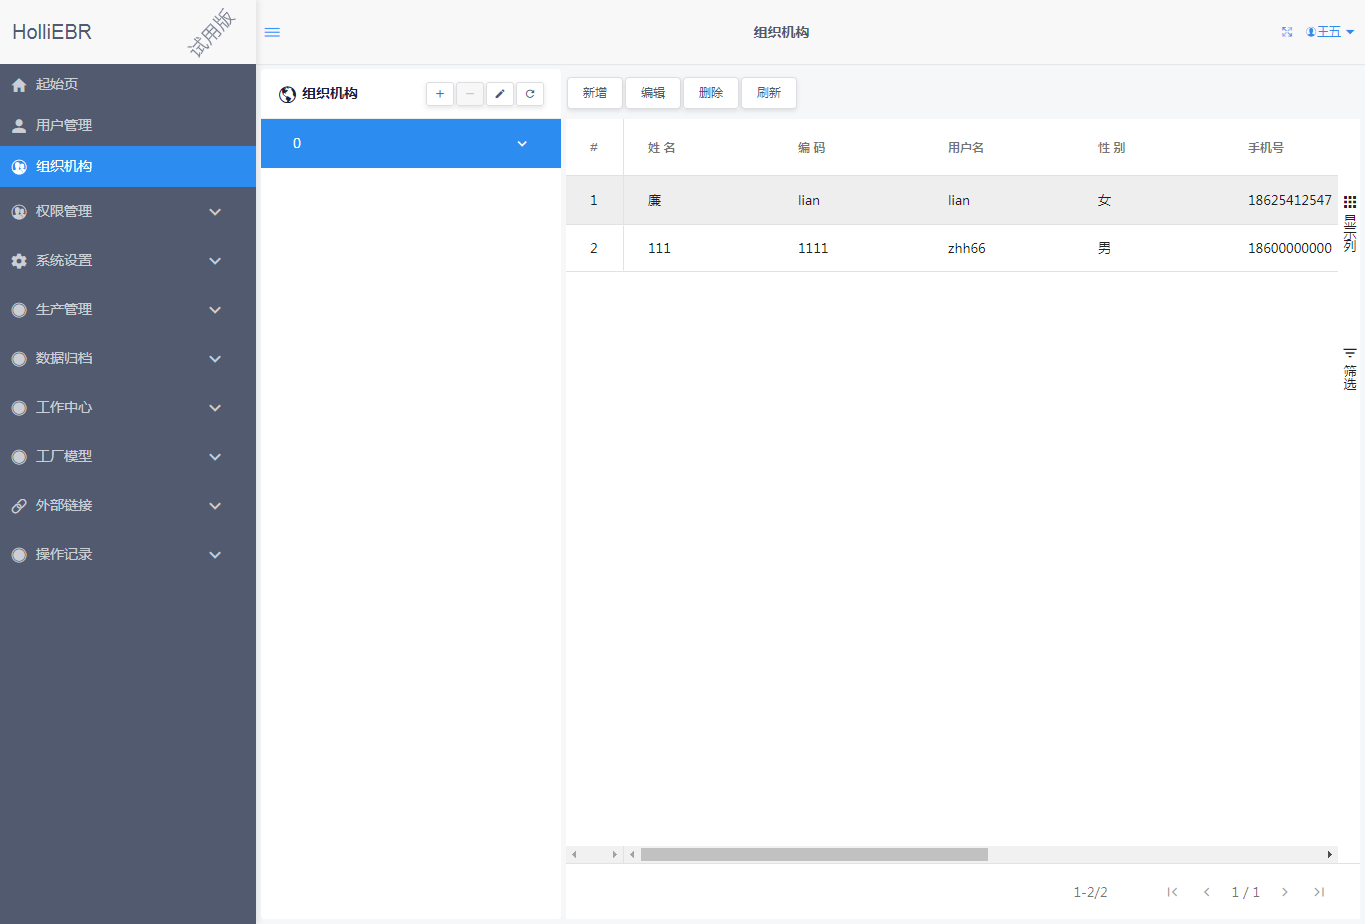 HolliEBR
试用版
组织机构
王五
起始页
用户管理
组织机构
权限管理
系统设置
生产管理
数据归档
工作中心
工厂模型
外部链接
操作记录
组织机构
0
新增 编辑 删除 刷新
# 姓 名 编 码 用户名 性 别 手机号
1 廉 lian lian 女 18625412547
2 111 1111 zhh66 男 18600000000
显示列
筛选
1-2/2 1 / 1